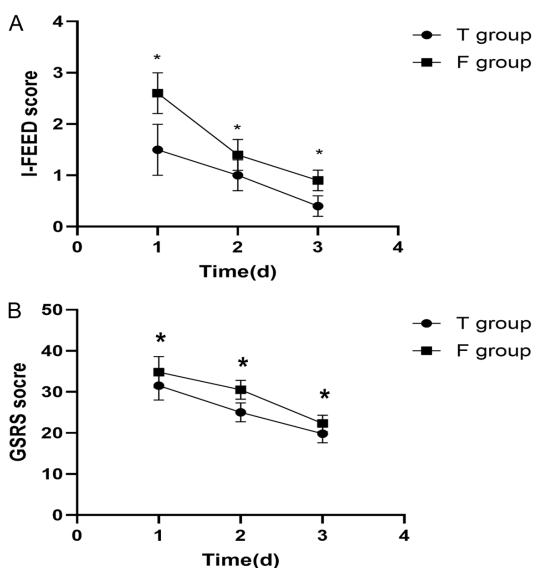 A
I-FEED score
4
3
2
1
0
* * *
0 1 2 3 4
Time(d)
T group
F group
B
GSRS socre
50
40
30
20
10
0
* * *
0 1 2 3 4
Time(d)
T group
F group